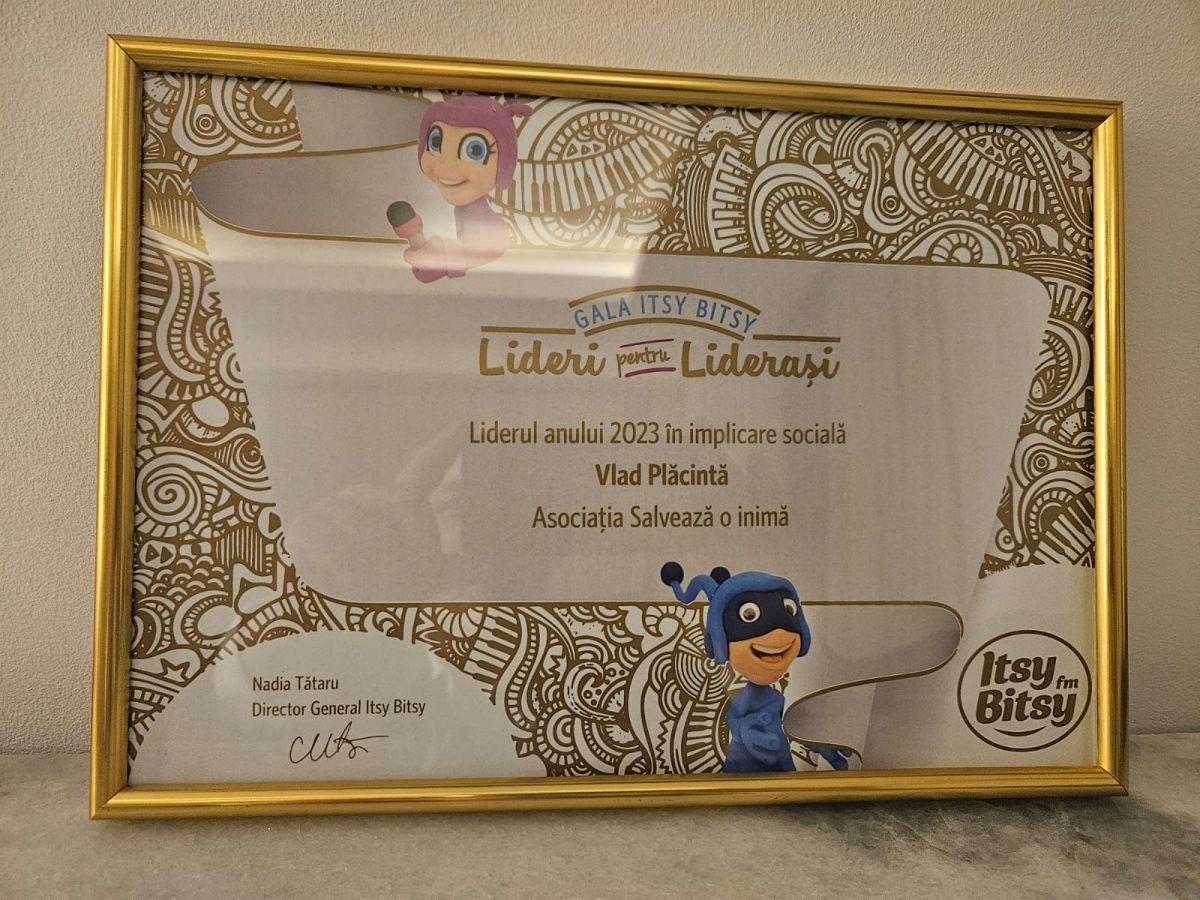 GALA ITSY BITSY
Lideri pentru Liderași
Liderul anului 2023 în implicare socială
Vlad Plăcintă
Asociația Salvează o inimă
Nadia Tătaru
Director General Itsy Bitsy
Itsy fm
Bitsy